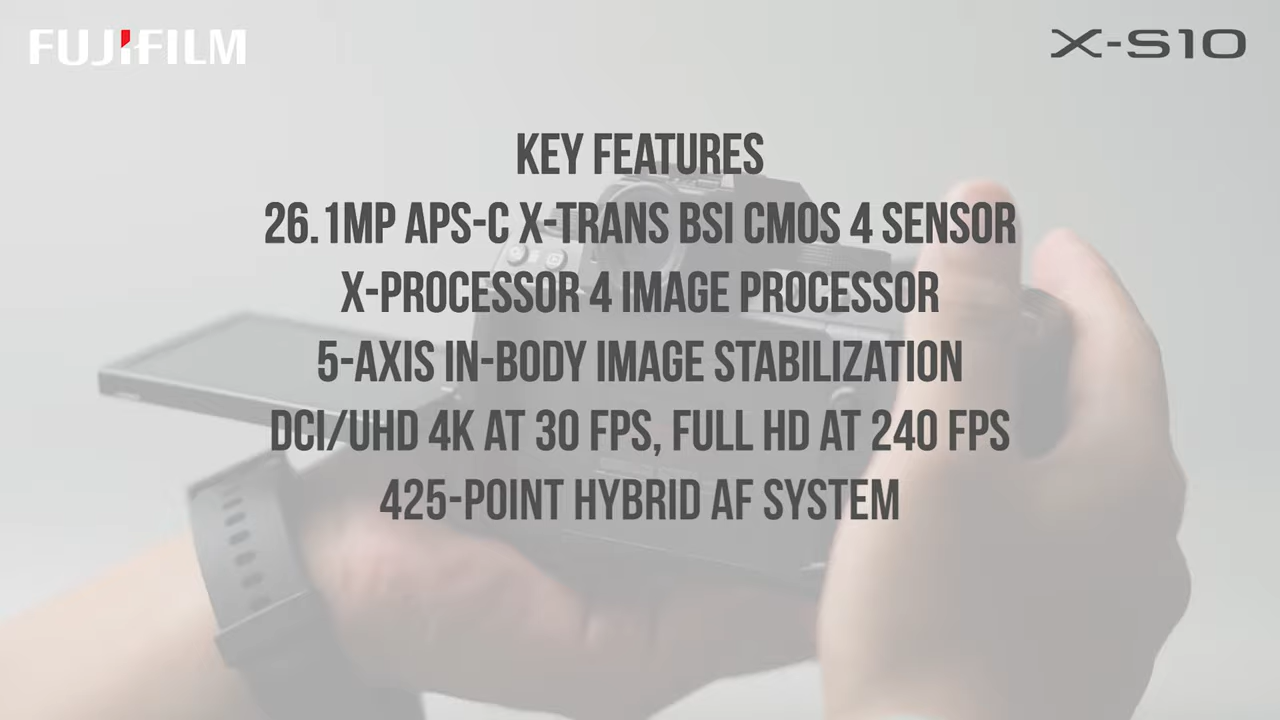 FUJIFILM
X-S10
KEY FEATURES
26.1MP APS-C X-TRANS BSI CMOS 4 SENSOR
X-PROCESSOR 4 IMAGE PROCESSOR
5-AXIS IN-BODY IMAGE STABILIZATION
DCI/UHD 4K AT 30 FPS, FULL HD AT 240 FPS
425-POINT HYBRID AF SYSTEM